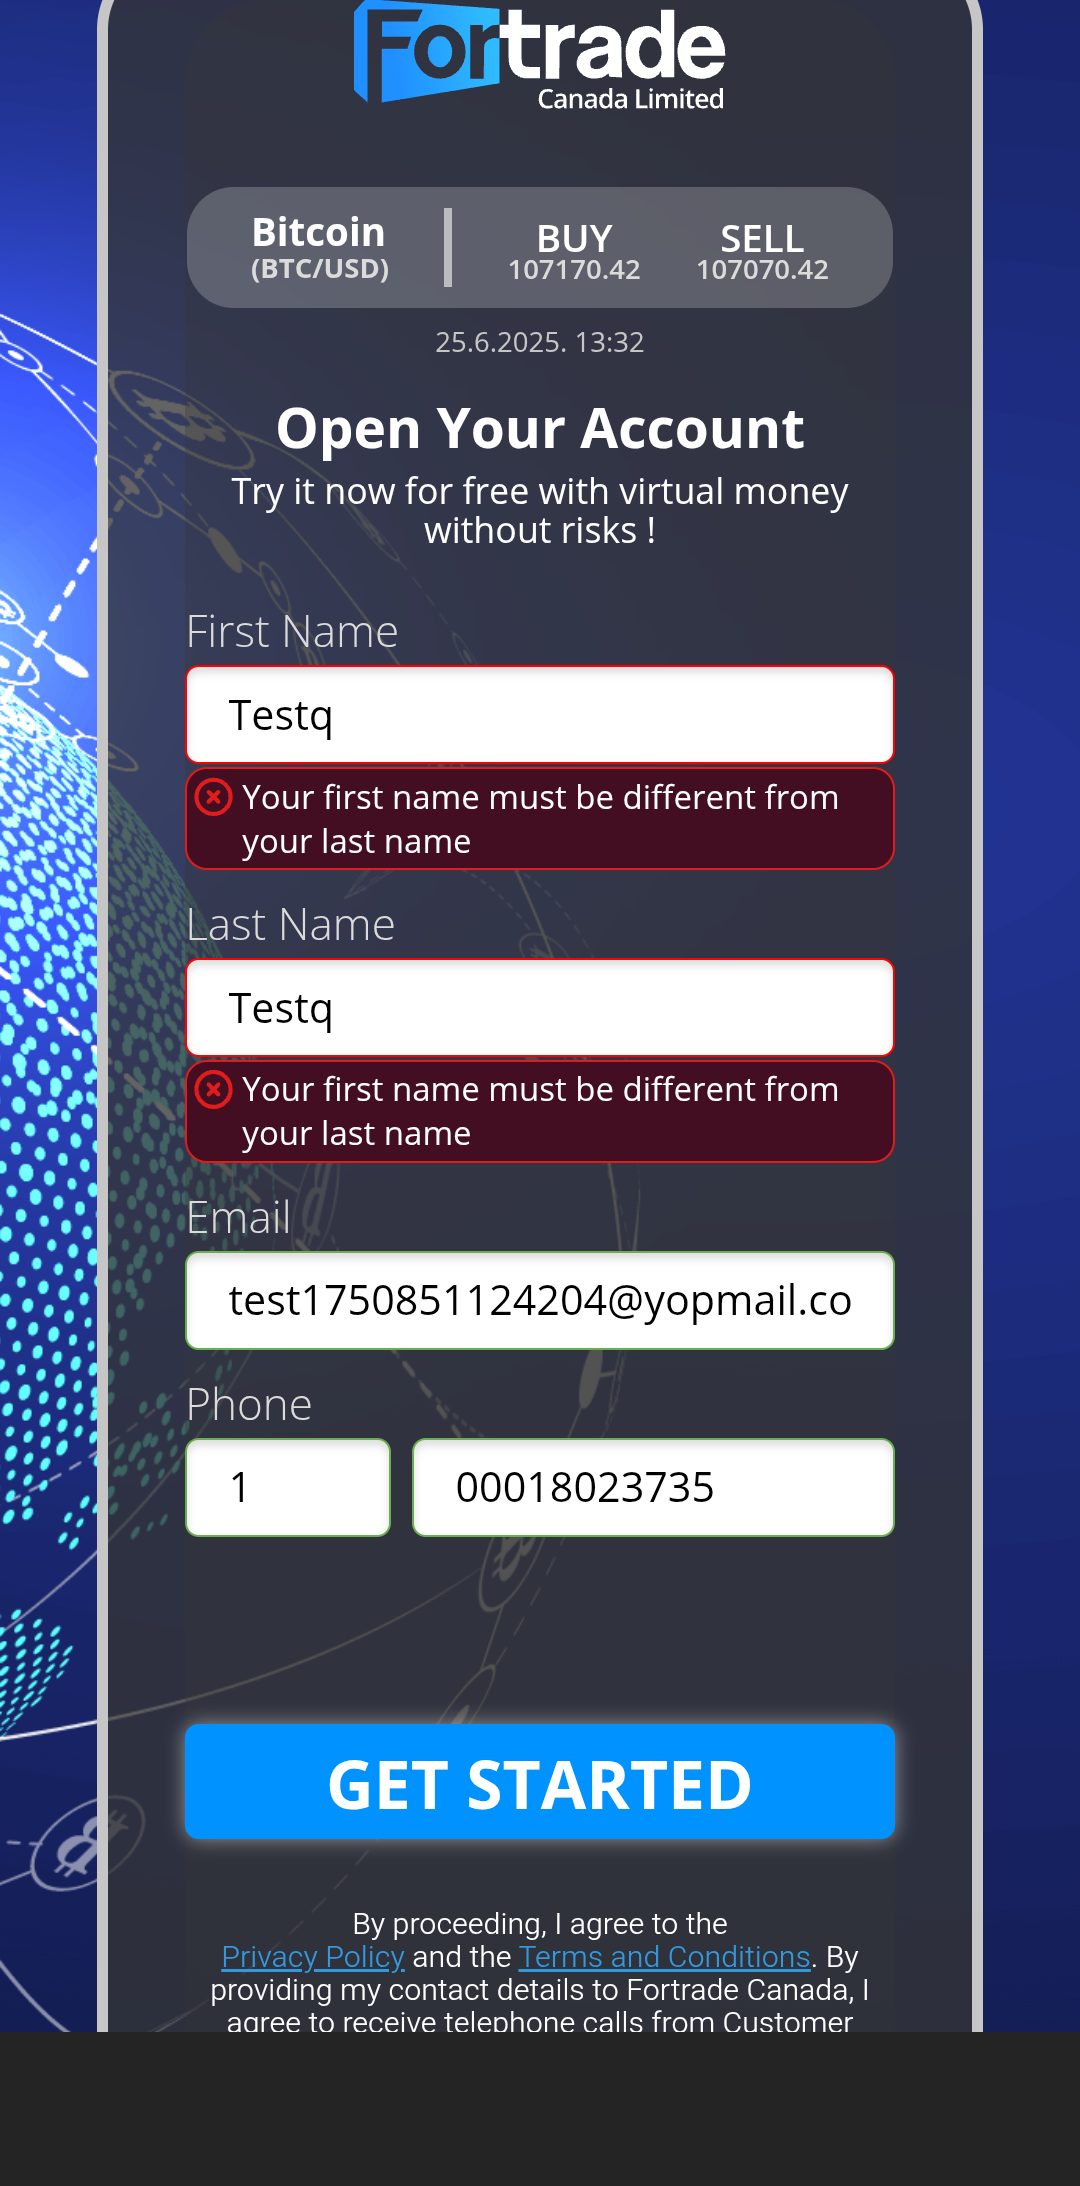 Fortrade
Canada Limited
Bitcoin
(BTC/USD)
BUY
107170.42
SELL
107070.42
25.6.2025. 13:32
Open Your Account
Try it now for free with virtual money
without risks !
First Name
Testq
Your first name must be different from
your last name
Last Name
Testq
Your first name must be different from
your last name
Email
test1750851124204@yopmail.co
Phone
1
00018023735
GET STARTED
By proceeding, I agree to the
Privacy Policy and the Terms and Conditions. By
providing my contact details to Fortrade Canada, I
agree to receive telephone calls from Customer